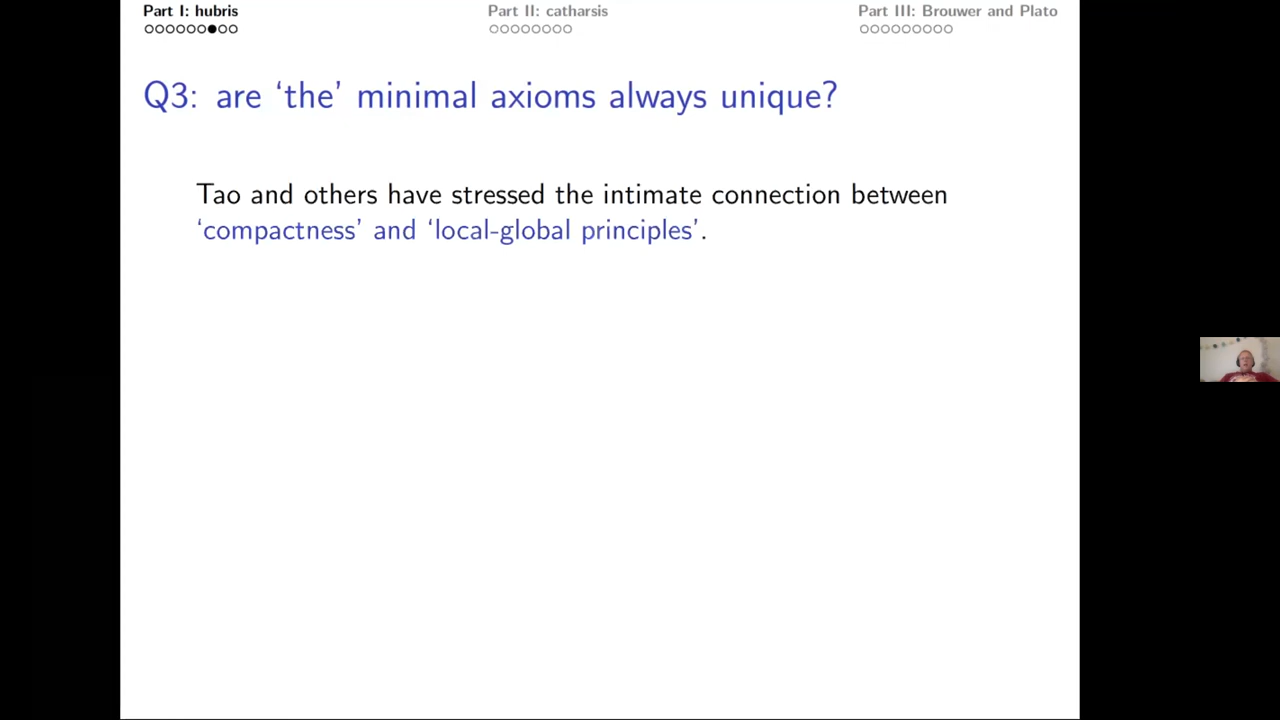 Part I: hubris
Part II: catharsis
Part III: Brouwer and Plato
Q3: are ‘the’ minimal axioms always unique?
Tao and others have stressed the intimate connection between
‘compactness’ and ‘local-global principles’.